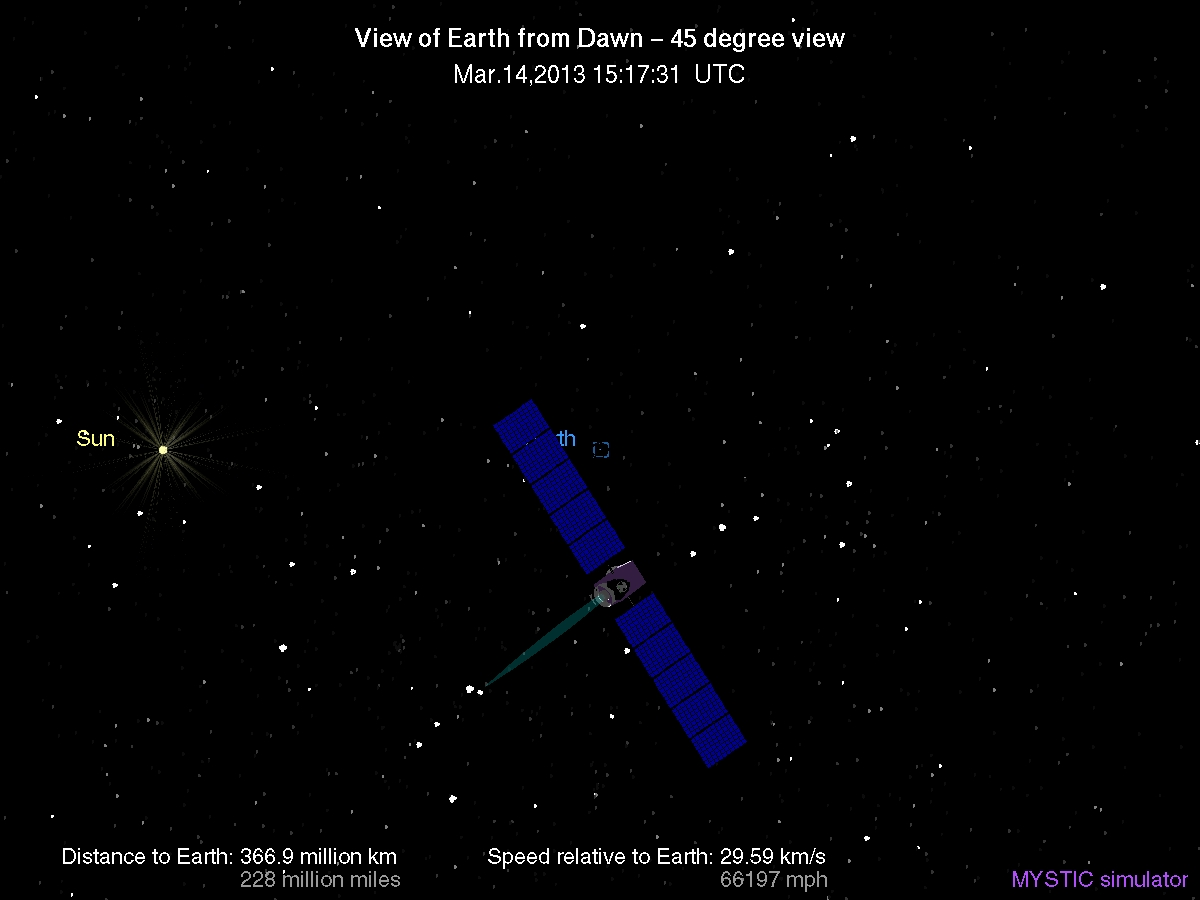 View of Earth from Dawn – 45 degree view
Mar.14,2013 15:17:31 UTC
Sun
th
Distance to Earth: 366.9 million km
228 million miles
Speed relative to Earth: 29.59 km/s
66197 mph
MYSTIC simulator